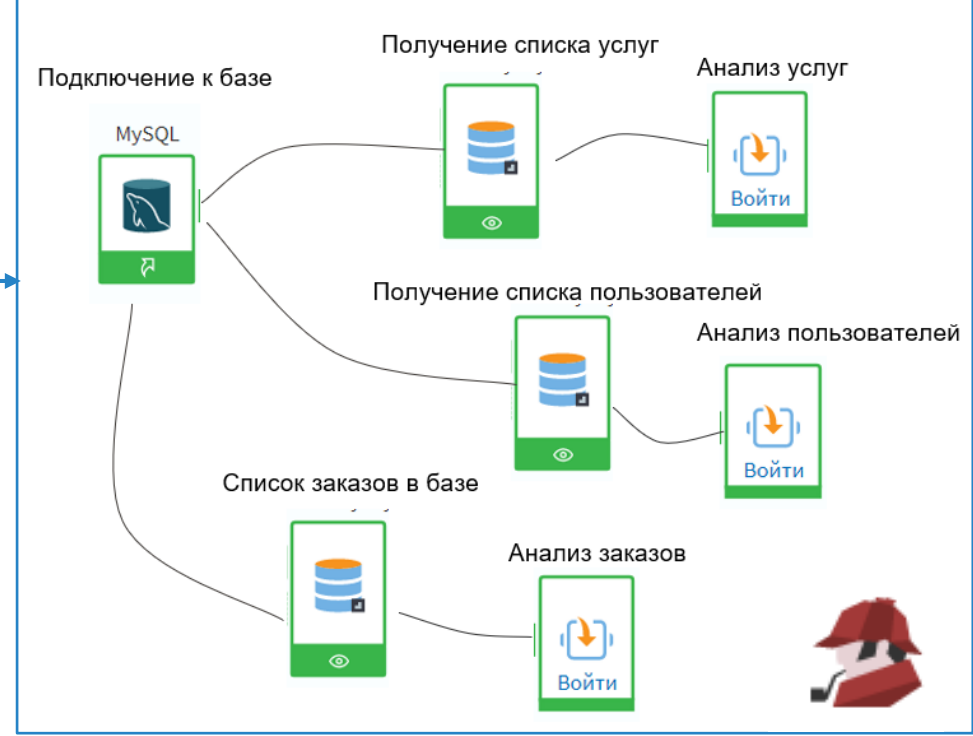 Получение списка услуг
Анализ услуг
Подключение к базе
MySQL
Войти
Получение списка пользователей
Анализ пользователей
Войти
Список заказов в базе
Анализ заказов
Войти